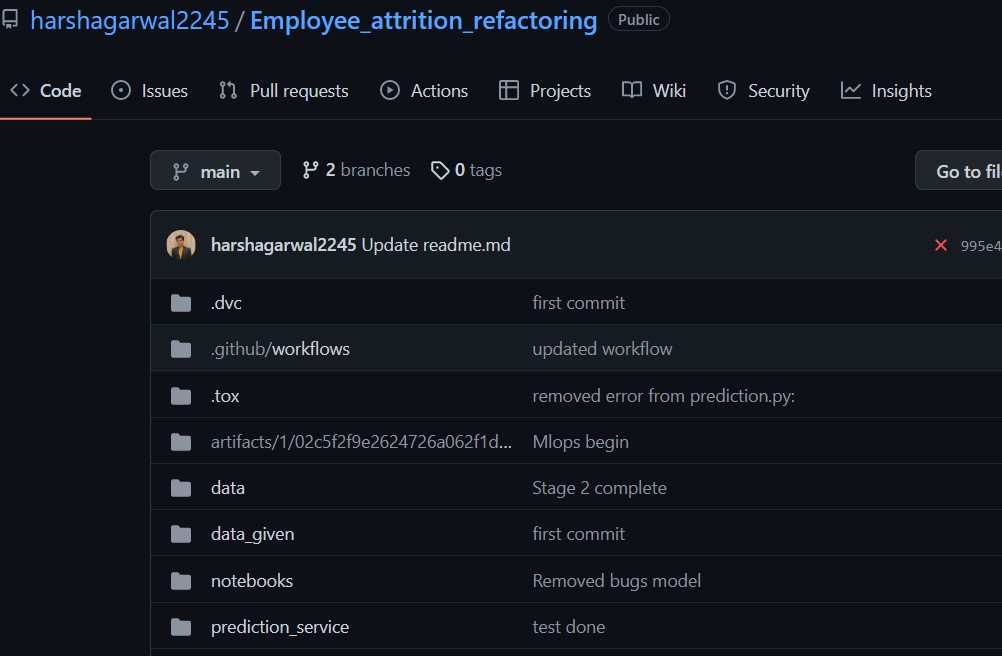 harshagarwal2245 / Employee_attrition_refactoring Public
Code Issues Pull requests Actions Projects Wiki Security Insights
main 2 branches 0 tags Go to fil
harshagarwal2245 Update readme.md 995e4
.dvc first commit
.github/workflows updated workflow
.tox removed error from prediction.py:
artifacts/1/02c5f2f9e2624726a062f1d... Mlops begin
data Stage 2 complete
data_given first commit
notebooks Removed bugs model
prediction_service test done